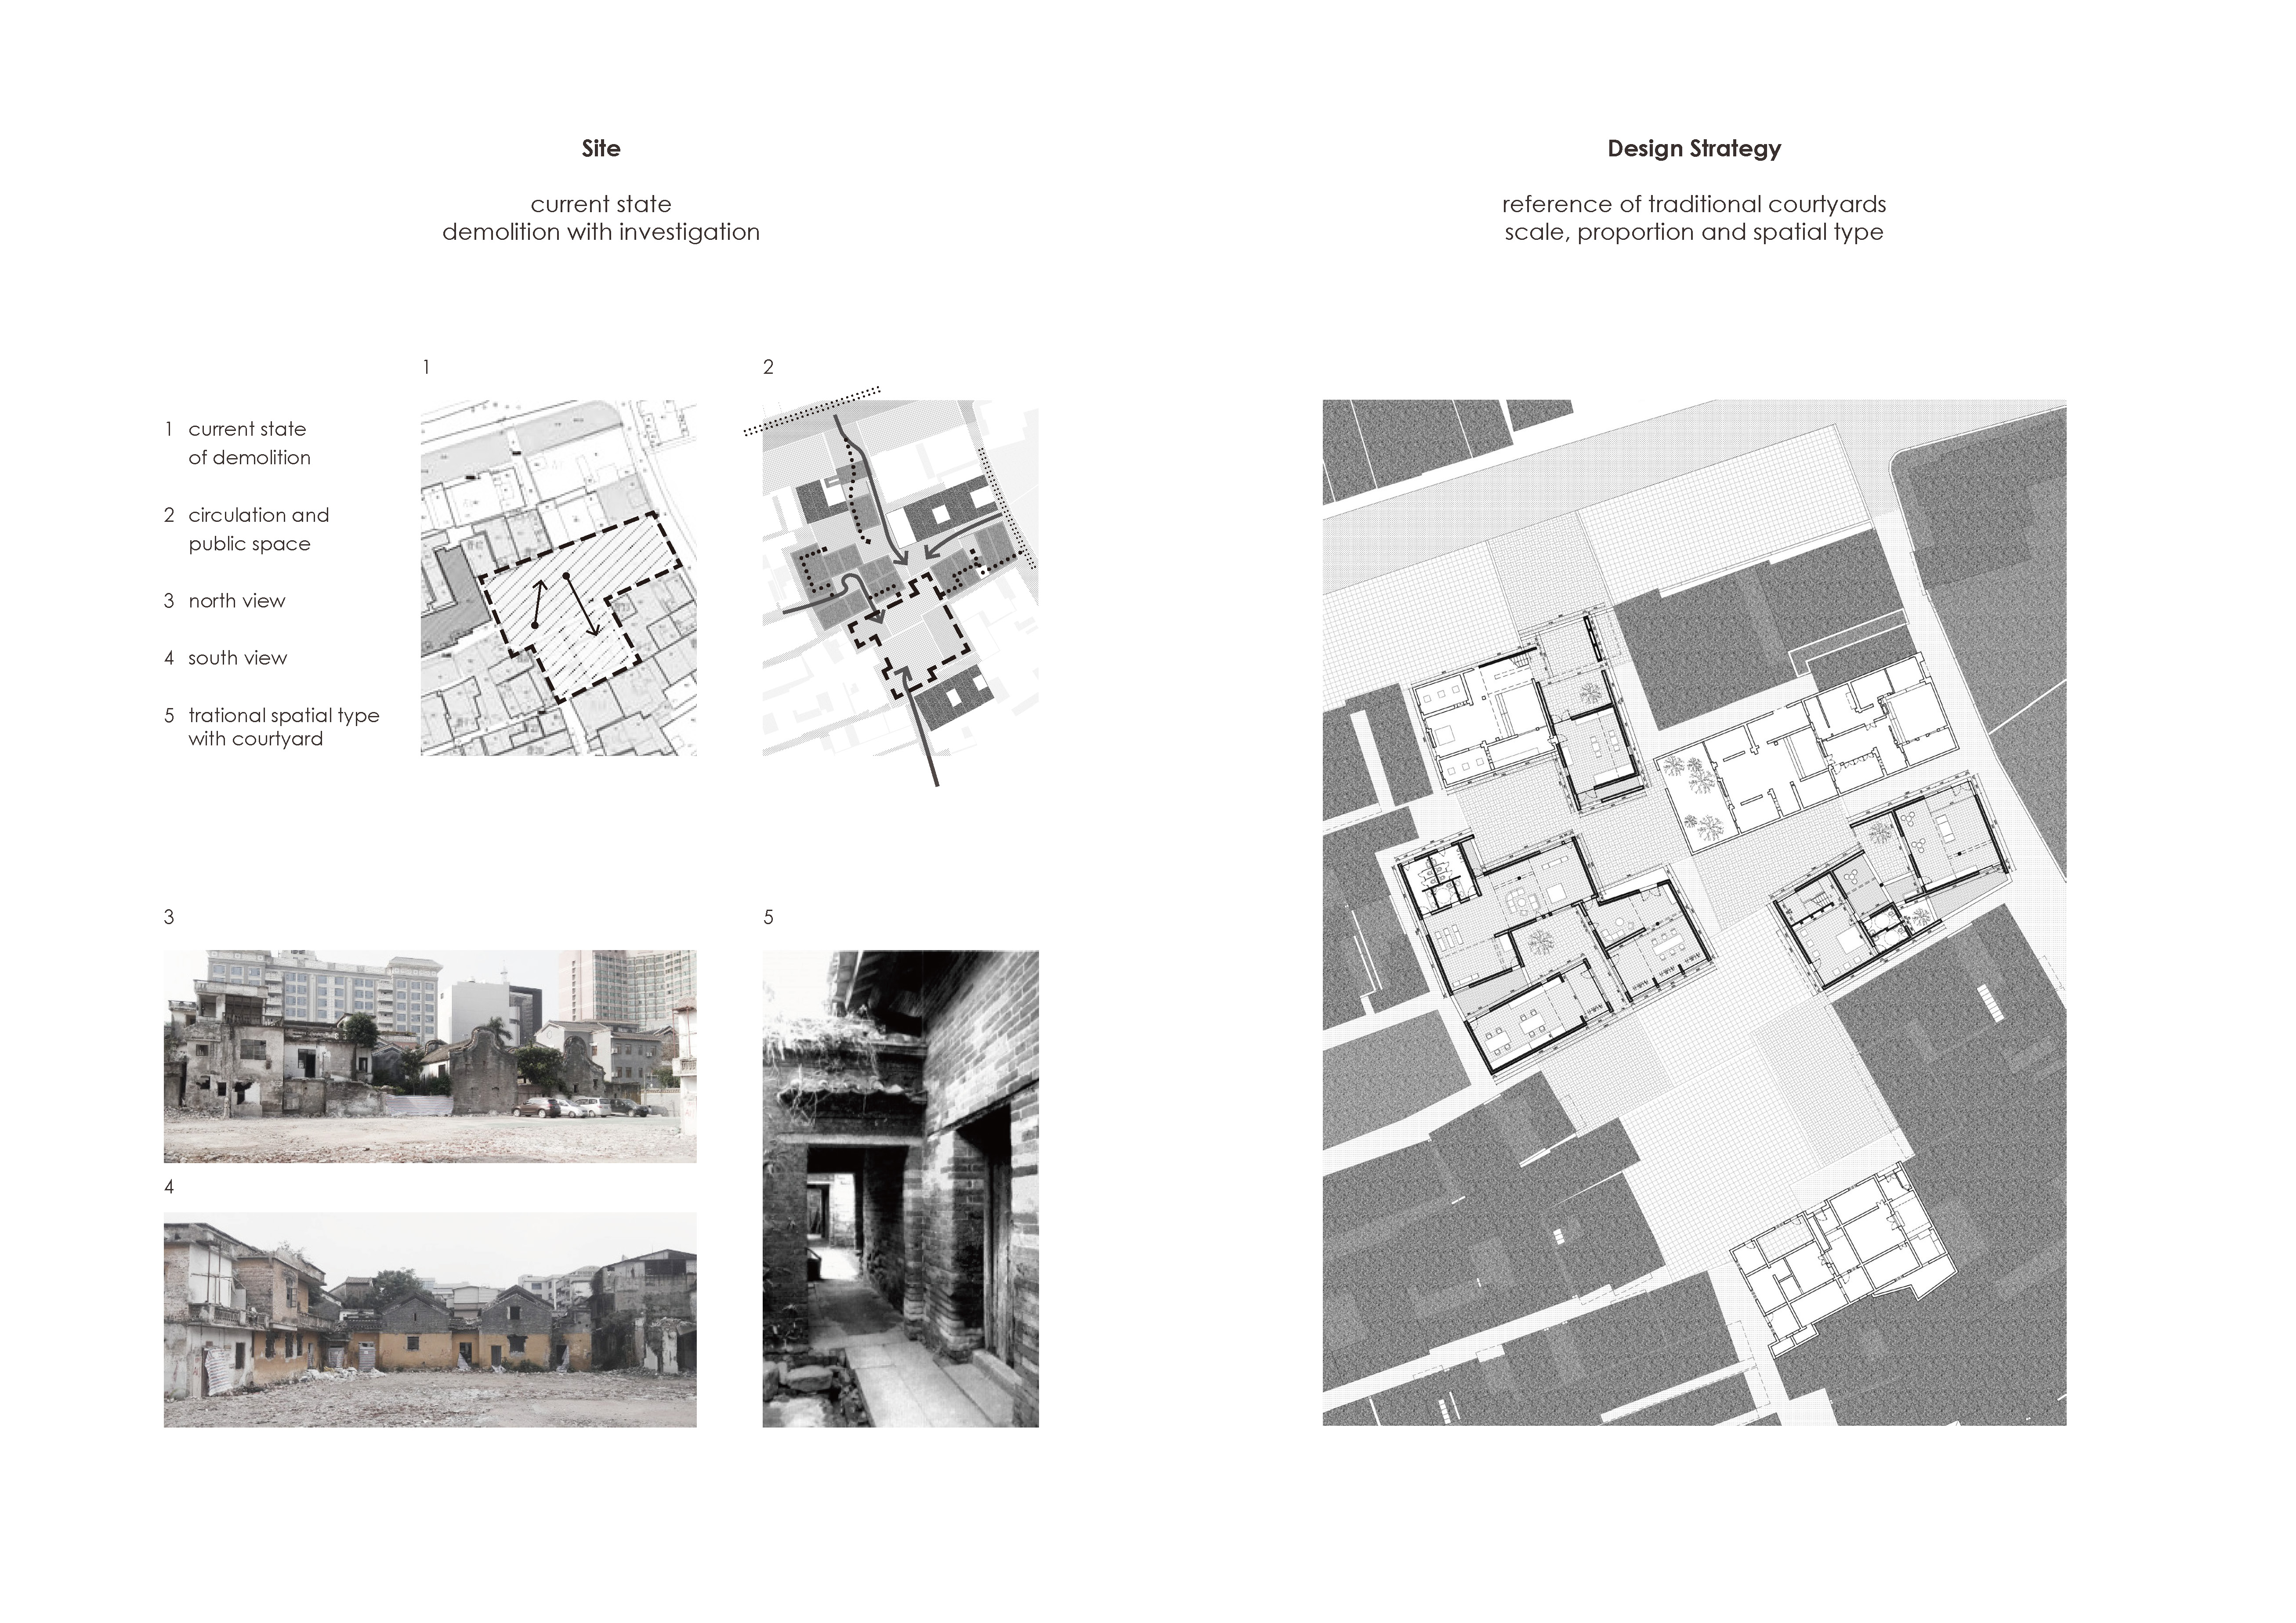 Site
current state
demolition with investigation
1 current state
of demolition
2 circulation and
public space
3 north view
4 south view
5 trational spatial type
with courtyard
1
2
3
4
5
Design Strategy
reference of traditional courtyards
scale, proportion and spatial type